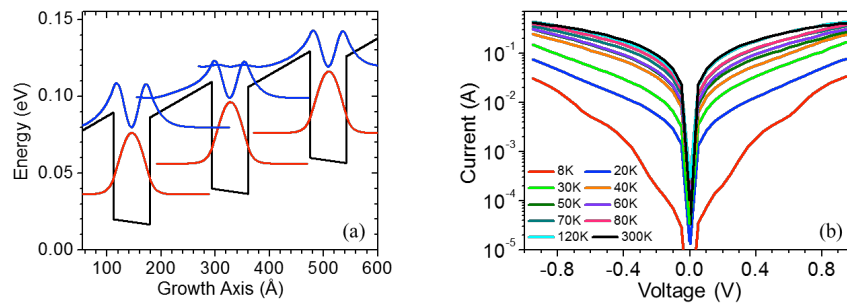 0.15
0.10
0.05
0.00
Energy (eV)
100 200 300 400 500 600
Growth Axis (Å)
(a)
(b)
Current (A)
10-1
10-2
10-3
10-4
10-5
8K 20K
30K 40K
50K 60K
70K 80K
120K 300K
-0.8 -0.4 0.0 0.4 0.8
Voltage (V)
(b)